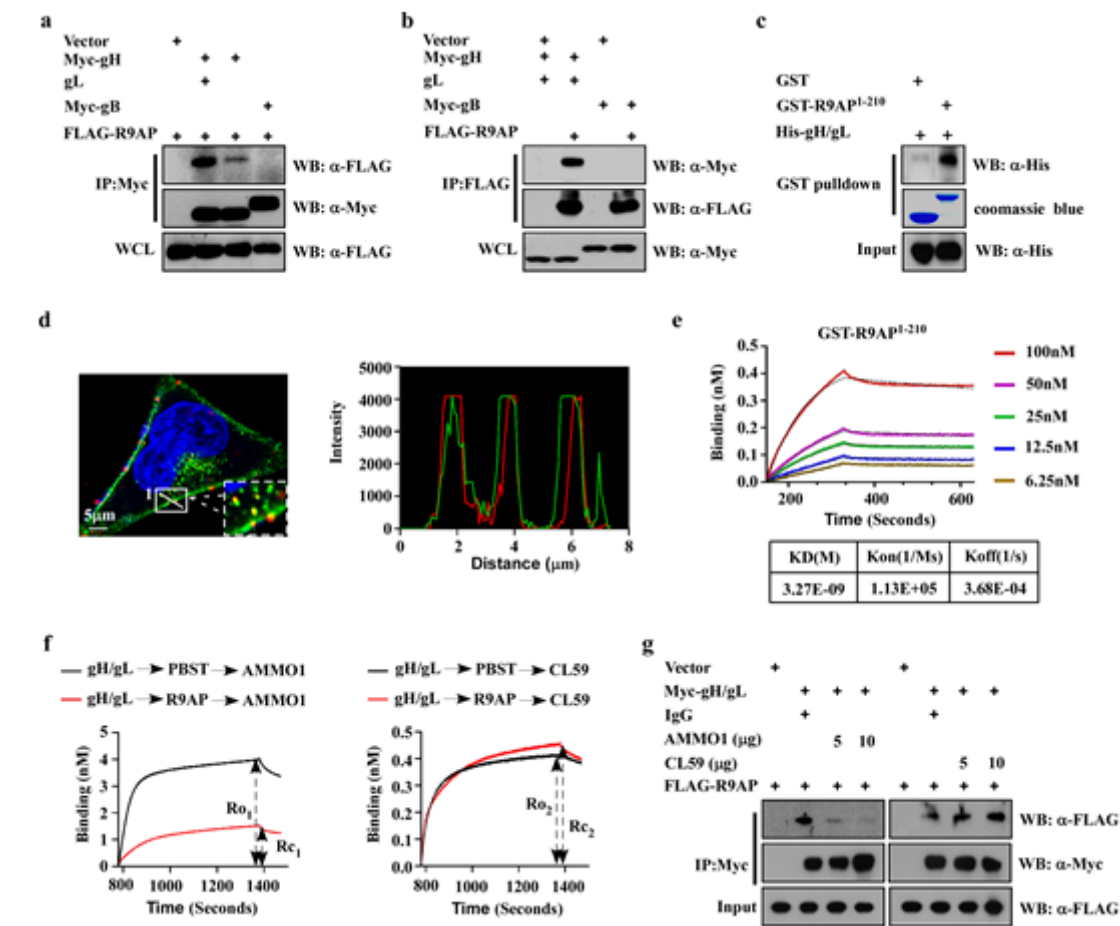 a
Vector +
Myc-gH + +
gL +
Myc-gB +
FLAG-R9AP + + + +
IP:Myc
WB: α-FLAG
WB: α-Myc
WCL WB: α-FLAG
b
Vector + +
Myc-gH + +
gL + +
Myc-gB + +
FLAG-R9AP + +
IP:FLAG
WB: α-Myc
WB: α-FLAG
WCL WB: α-Myc
c
GST +
GST-R9AP1-210 +
His-gH/gL + +
GST pulldown
WB: α-His
coomassie blue
Input WB: α-His
d
5μm
1
Intensity
5000
4000
3000
2000
1000
0
0 2 4 6 8
Distance (μm)
e
GST-R9AP1-210
Binding (nM)
0.5
0.4
0.3
0.2
0.1
0.0
200 400 600
Time (Seconds)
100nM
50nM
25nM
12.5nM
6.25nM
KD(M) Kon(1/Ms) Koff(1/s)
3.27E-09 1.13E+05 3.68E-04
f
gH/gL PBST AMMO1
gH/gL R9AP AMMO1
Binding (nM)
5
4
3
2
1
0
800 1000 1200 1400
Time (Seconds)
Ro1
Rc1
gH/gL PBST CL59
gH/gL R9AP CL59
Binding (nM)
0.5
0.4
0.3
0.2
0.1
0.0
800 1000 1200 1400
Time (Seconds)
Ro2
Rc2
g
Vector + +
Myc-gH/gL + + + + + +
IgG + +
AMMO1 (μg) 5 10
CL59 (μg) 5 10
FLAG-R9AP + + + + + + + +
IP:Myc
WB: α-FLAG
WB: α-Myc
Input WB: α-FLAG